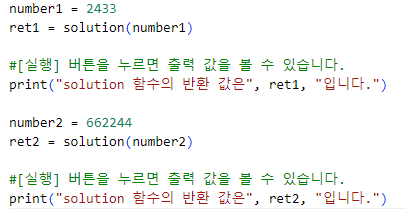 number1 = 2433
ret1 = solution(number1)
#[실행] 버튼을 누르면 출력 값을 볼 수 있습니다.
print("solution 함수의 반환 값은", ret1, "입니다.")
number2 = 662244
ret2 = solution(number2)
#[실행] 버튼을 누르면 출력 값을 볼 수 있습니다.
print("solution 함수의 반환 값은", ret2, "입니다.")